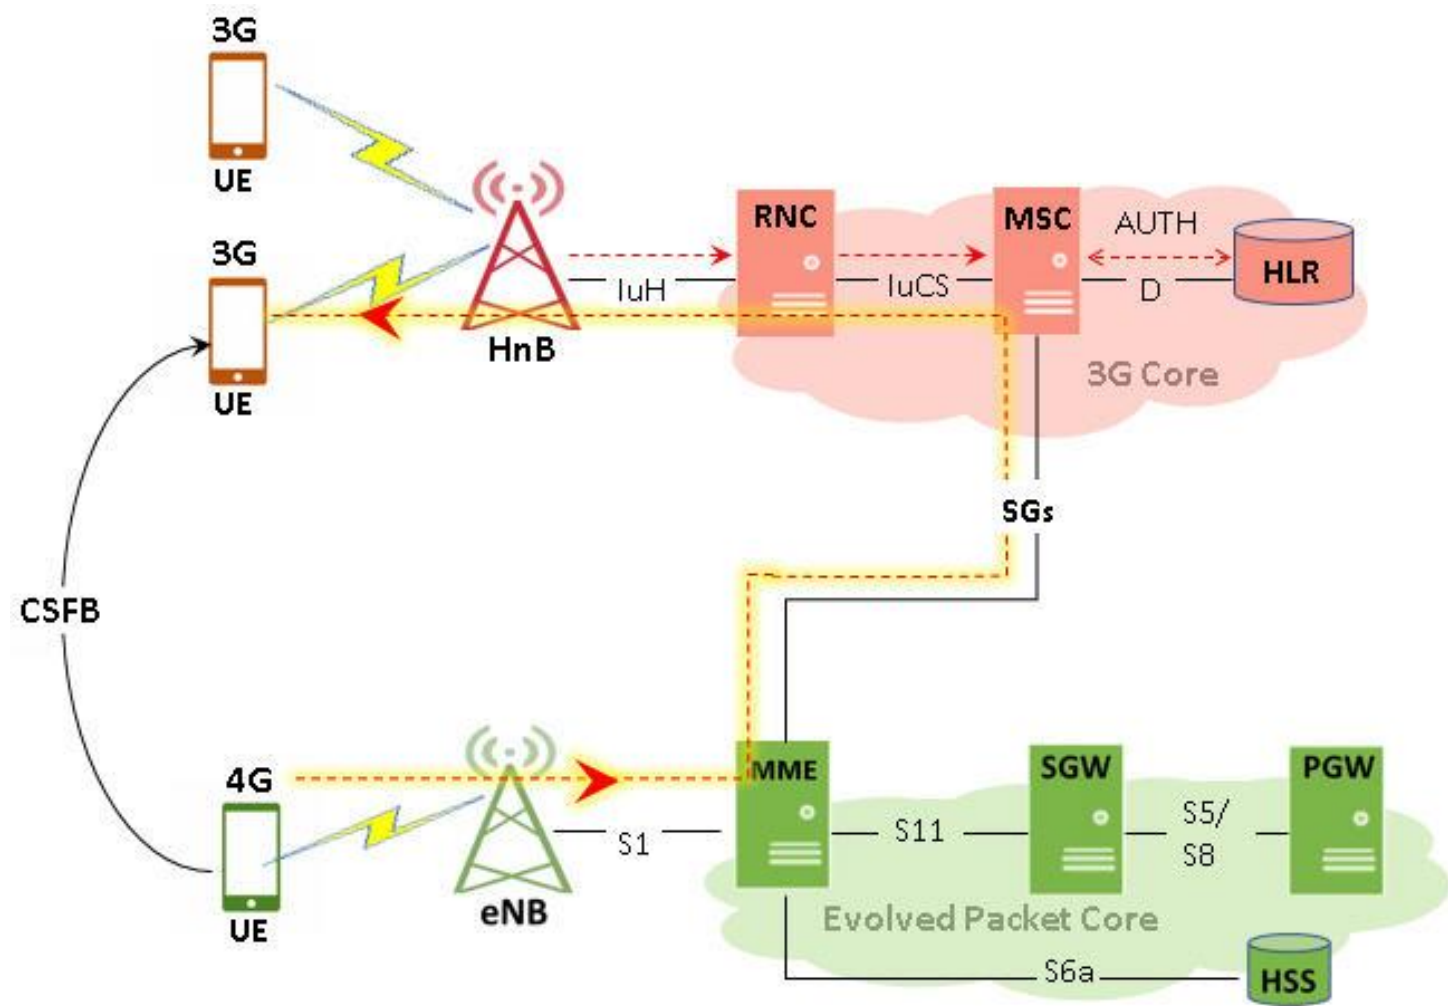 3G
UE
3G
UE
HnB
IuH
RNC
IuCS
MSC
AUTH
D
HLR
3G Core
SGs
CSFB
4G
UE
eNB
S1
MME
S11
SGW
S5/
S8
PGW
Evolved Packet Core
S6a
HSS